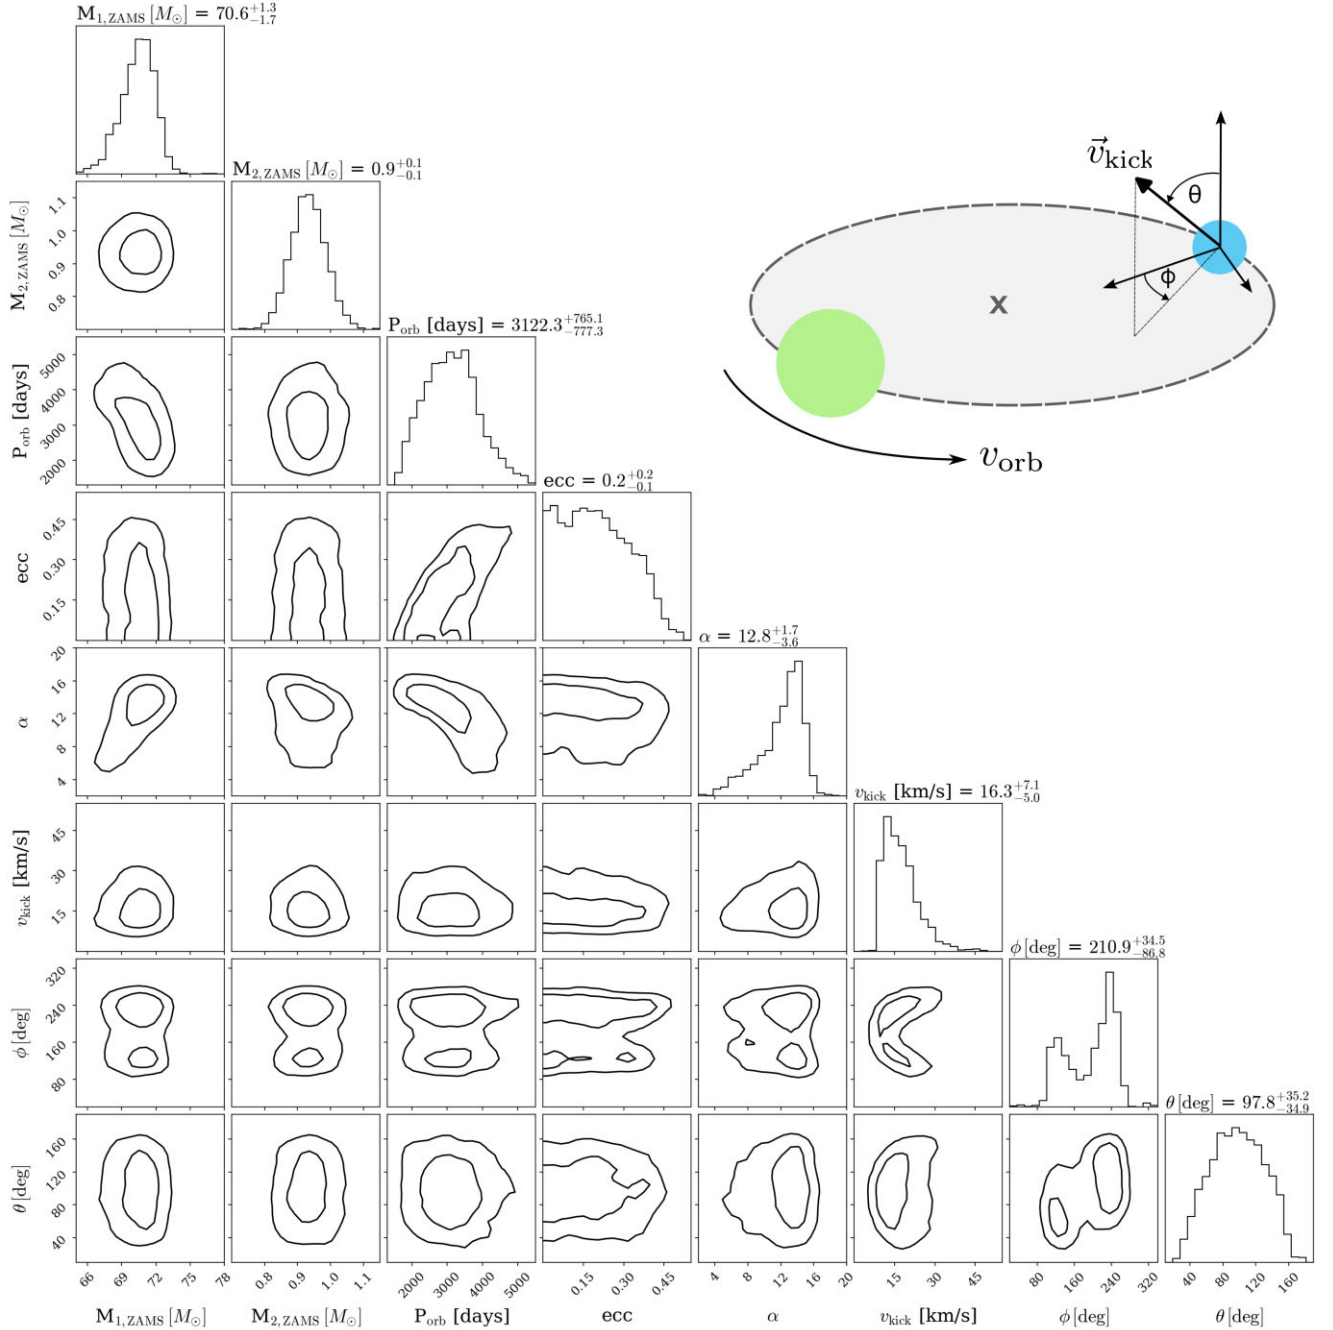 M₁,ZAMS [M⊙] = 70.6 +1.3 −1.7
M₂,ZAMS [M⊙] = 0.9 +0.1 −0.1
v⃗kick
θ
ϕ
X
vorb
M₂,ZAMS [M⊙]
1.1
1.0
0.9
0.8
Porb [days] = 3122.3 +765.1 −777.3
Porb [days]
5000
4000
3000
2000
ecc = 0.2 +0.2 −0.1
ecc
0.45
0.30
0.15
α = 12.8 +1.7 −3.6
α
20
16
12
8
4
vkick [km/s] = 16.3 +7.1 −5.0
vkick [km/s]
45
30
15
ϕ [deg] = 210.9 +34.5 −86.8
ϕ [deg]
320
240
160
80
θ [deg] = 97.8 +35.2 −34.9
θ [deg]
160
120
80
40
66 69 72 75 78
0.8 0.9 1.0 1.1
2000 3000 4000 5000
0.15 0.30 0.45
4 8 12 16 20
15 30 45
80 160 240 320
40 80 120 160
M₁,ZAMS [M⊙] M₂,ZAMS [M⊙] Porb [days] ecc α vkick [km/s] ϕ [deg] θ [deg]